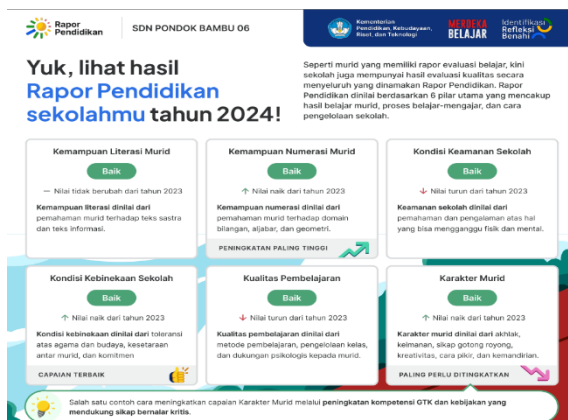 Rapor
Pendidikan
SDN PONDOK BAMBU 06
Kementerian
Pendidikan, Kebudayaan,
Riset, dan Teknologi
MERDEKA
BELAJAR
Identifikasi
Refleksi
Benahi
Yuk, lihat hasil
Rapor Pendidikan
sekolahmu tahun 2024!
Seperti murid yang memiliki rapor evaluasi belajar, kini
sekolah juga mempunyai hasil evaluasi kualitas secara
menyeluruh yang dinamakan Rapor Pendidikan. Rapor
Pendidikan dinilai berdasarkan 6 pilar utama yang mencakup
hasil belajar murid, proses belajar-mengajar, dan cara
pengelolaan sekolah.
Kemampuan Literasi Murid
Baik
— Nilai tidak berubah dari tahun 2023
Kemampuan literasi dinilai dari
pemahaman murid terhadap teks sastra
dan teks informasi.
Kemampuan Numerasi Murid
Baik
↑ Nilai naik dari tahun 2023
Kemampuan numerasi dinilai dari
pemahaman murid terhadap domain
bilangan, aljabar, dan geometri.
PENINGKATAN PALING TINGGI
Kondisi Keamanan Sekolah
Baik
↓ Nilai turun dari tahun 2023
Keamanan sekolah dinilai dari
pemahaman dan pengalaman atas hal
yang bisa mengganggu fisik dan mental.
Kondisi Kebinekaan Sekolah
Baik
↑ Nilai naik dari tahun 2023
Kondisi kebinekaan dinilai dari toleransi
atas agama dan budaya, kesetaraan
antar murid, dan komitmen
CAPAIAN TERBAIK
Kualitas Pembelajaran
Baik
↓ Nilai turun dari tahun 2023
Kualitas pembelajaran dinilai dari
metode pembelajaran, pengelolaan kelas,
dan dukungan psikologis kepada murid.
Karakter Murid
Baik
↑ Nilai naik dari tahun 2023
Karakter murid dinilai dari akhlak,
keimanan, sikap gotong royong,
kreativitas, cara pikir, dan kemandirian.
PALING PERLU DITINGKATKAN
Salah satu contoh cara meningkatkan capaian Karakter Murid melalui peningkatan kompetensi GTK dan kebijakan yang
mendukung sikap bernalar kritis.